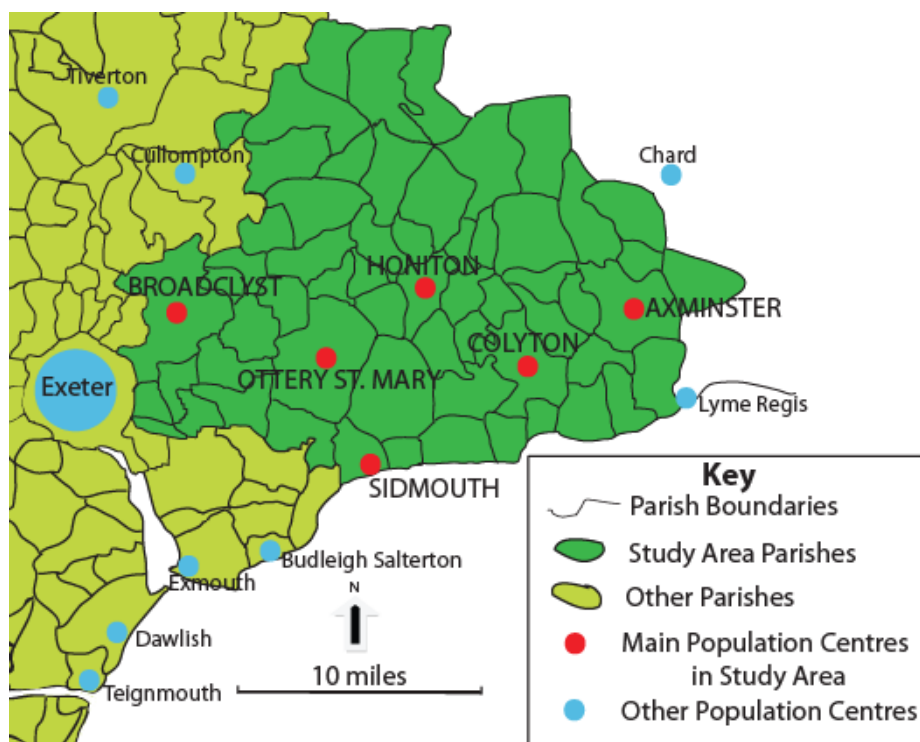 Tiverton
Cullompton
Chard
HONITON
BROADCLYST
AXMINSTER
COLYTON
Exeter
OTTERY ST. MARY
Lyme Regis
SIDMOUTH
Budleigh Salterton
Exmouth
N
Dawlish
10 miles
Teignmouth
Key
Parish Boundaries
Study Area Parishes
Other Parishes
Main Population Centres
in Study Area
Other Population Centres